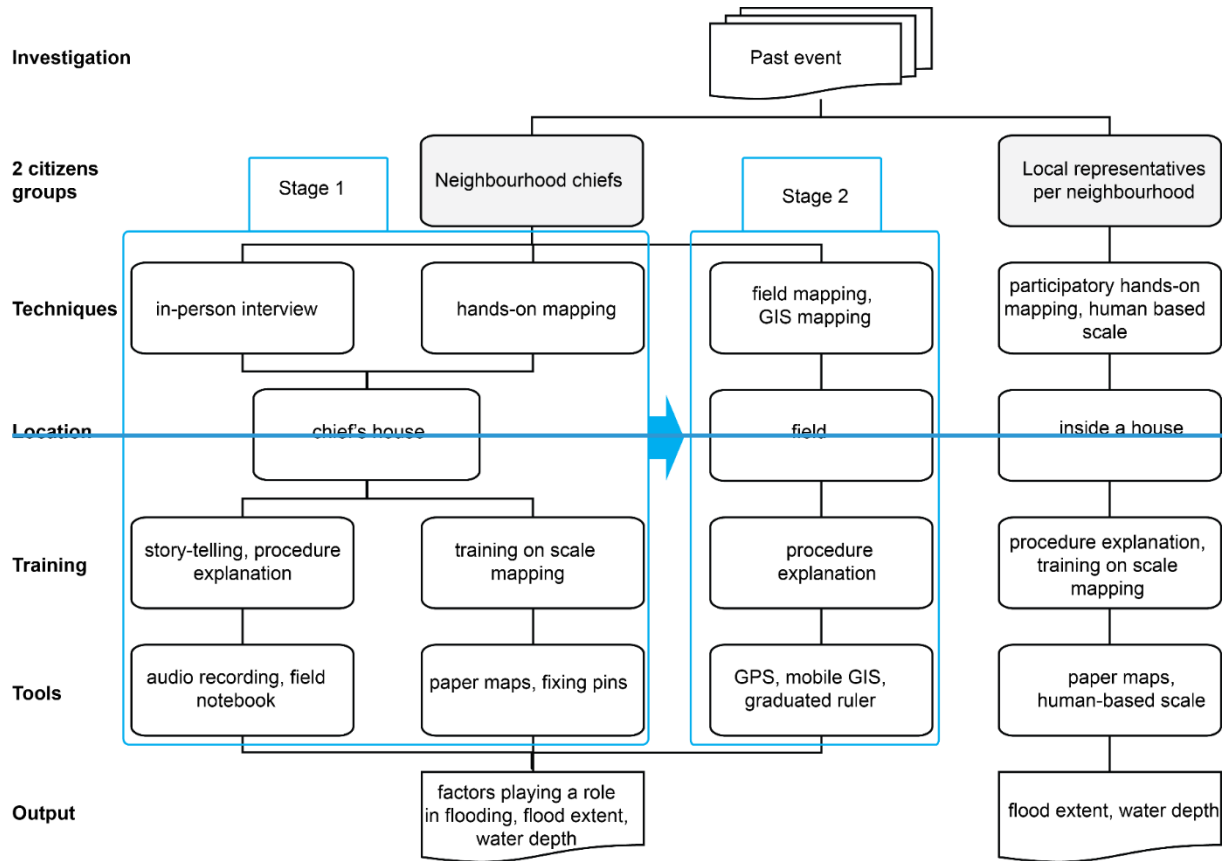 Investigation
Past event
2 citizens
groups
Stage 1
Neighbourhood chiefs
Stage 2
Local representatives
per neighbourhood
Techniques
in-person interview
hands-on mapping
field mapping,
GIS mapping
participatory hands-on
mapping, human based
scale
Location
chief's house
field
inside a house
Training
story-telling, procedure
explanation
training on scale
mapping
procedure
explanation
procedure explanation,
training on scale
mapping
Tools
audio recording, field
notebook
paper maps, fixing pins
GPS, mobile GIS,
graduated ruler
paper maps,
human-based scale
Output
factors playing a role
in flooding, flood extent,
water depth
flood extent, water depth